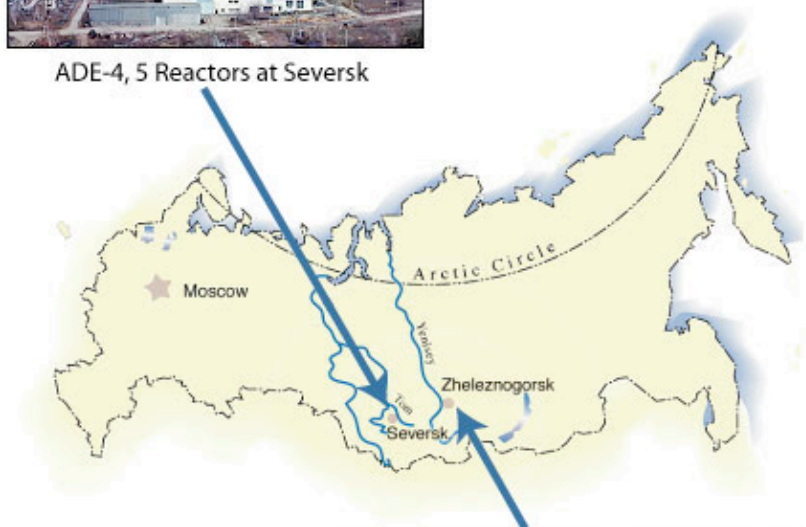 ADE-4, 5 Reactors at Seversk
Arctic Circle
Moscow
Yenisey
Zheleznogorsk
Tom
Seversk